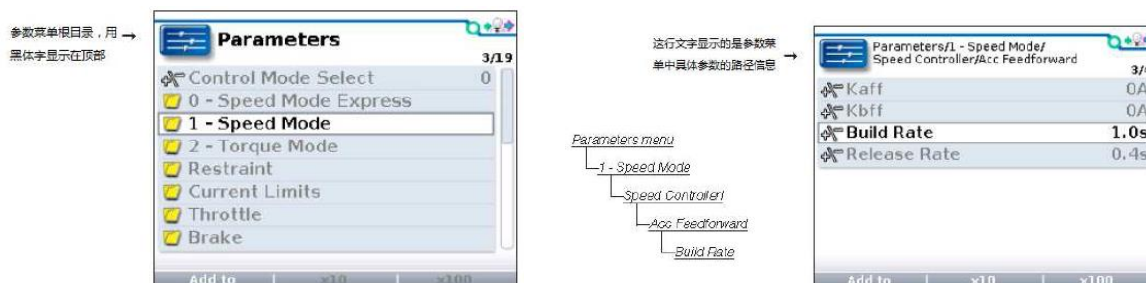 参数菜单根目录，用
黑体字显示在顶部
Parameters
3/19
Control Mode Select 0
0 - Speed Mode Express
1 - Speed Mode
2 - Torque Mode
Restraint
Current Limits
Throttle
Brake
Add to x10 x100
这行文字显示的是参数菜
单中具体参数的路径信息
Parameters menu
1 - Speed Mode
Speed Controller/
Acc Feedforward
Build Rate
Parameters/1 - Speed Mode/
Speed Controller/Acc Feedforward
3/
Kaff 0A
Kbff 0A
Build Rate 1.0s
Release Rate 0.4s
Add to x10 x100